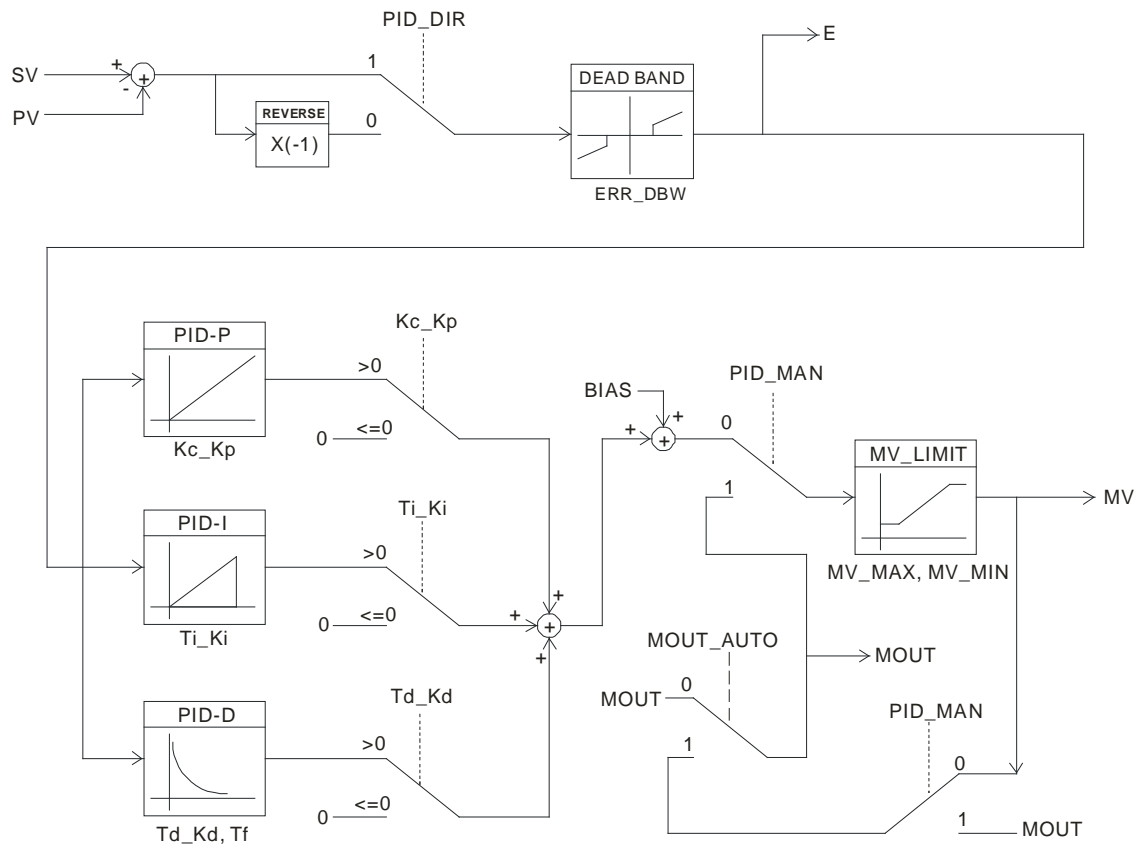 PID_DIR
E
SV
+
+
-
PV
1
REVERSE
X(-1)
0
DEAD BAND
ERR_DBW
PID-P
Kc_Kp
Kc_Kp
>0
0
<=0
PID-I
Ti_Ki
Ti_Ki
>0
0
<=0
PID-D
Td_Kd, Tf
Td_Kd
>0
0
<=0
+
+
+
+
BIAS
+
+
+
PID_MAN
0
1
MV_LIMIT
MV_MAX, MV_MIN
MV
MOUT_AUTO
MOUT
0
1
MOUT
PID_MAN
0
1
MOUT